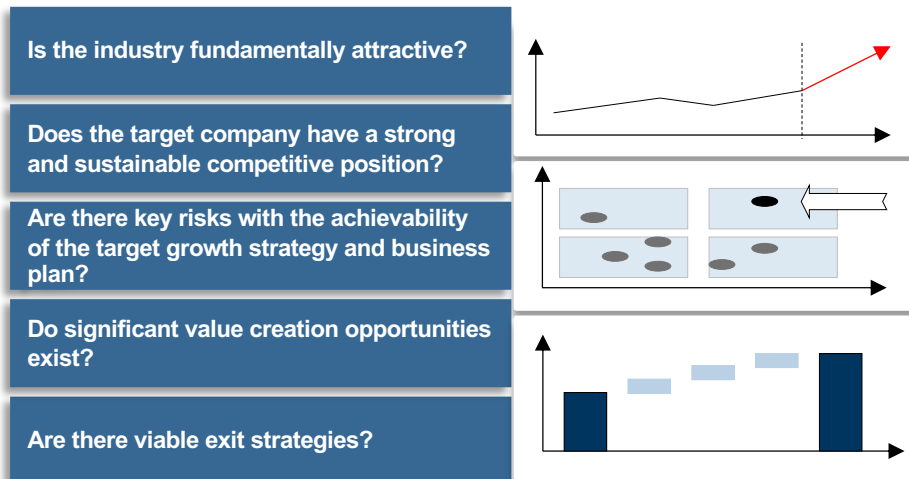 Is the industry fundamentally attractive?
Does the target company have a strong
and sustainable competitive position?
Are there key risks with the achievability
of the target growth strategy and business
plan?
Do significant value creation opportunities
exist?
Are there viable exit strategies?